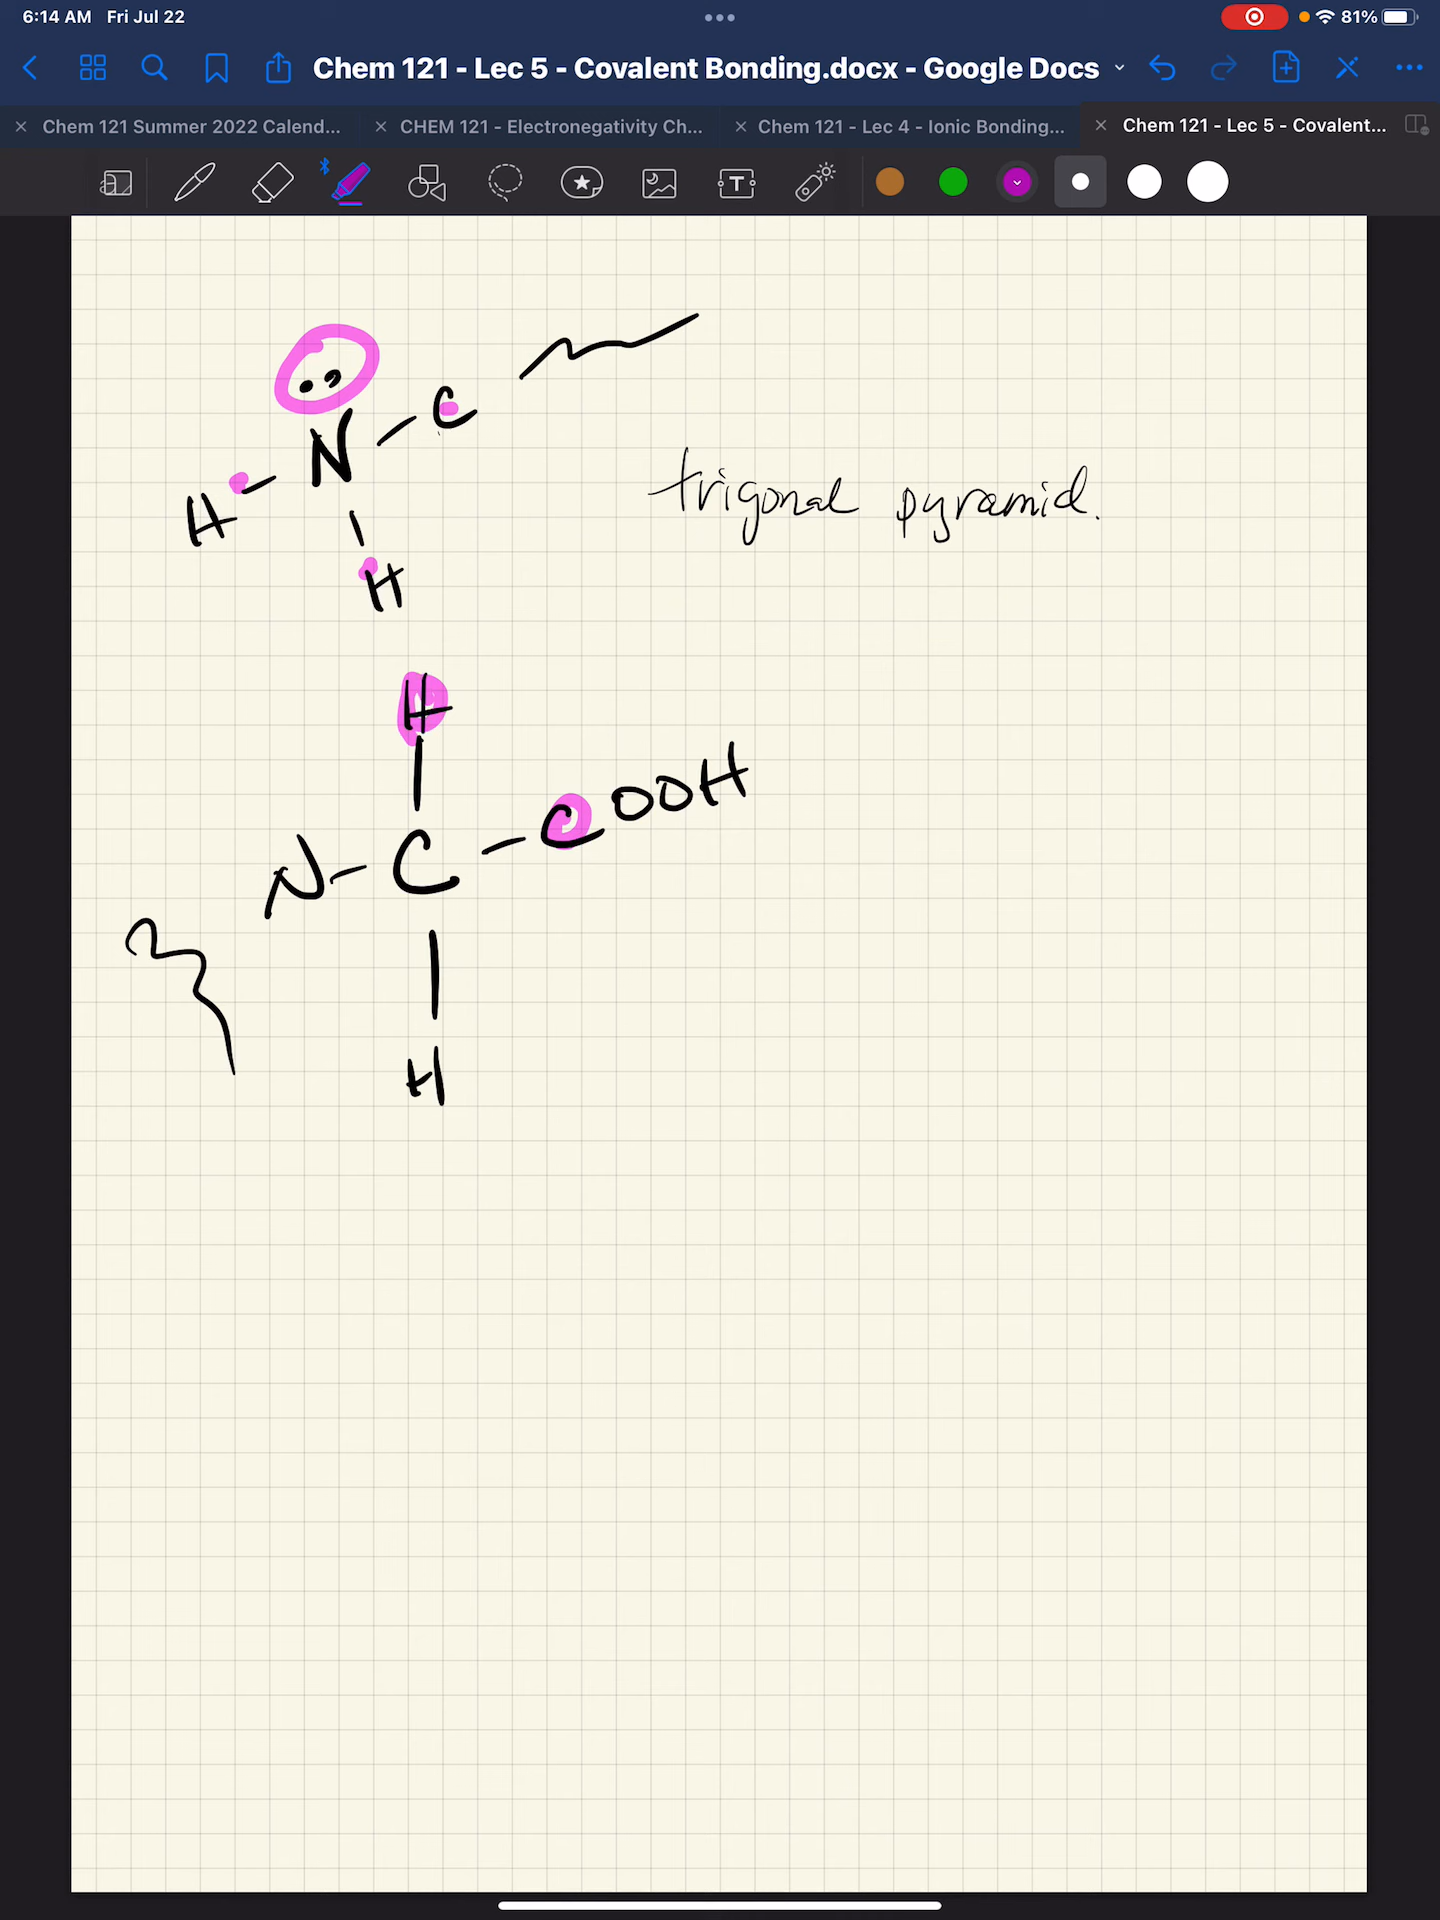 6:14 AM Fri Jul 22
81%
Chem 121 - Lec 5 - Covalent Bonding.docx - Google Docs
Chem 121 Summer 2022 Calend...
CHEM 121 - Electronegativity Ch...
Chem 121 - Lec 4 - Ionic Bonding...
Chem 121 - Lec 5 - Covalent...
T
C
N
H
H
trigonal pyramid.
H
N - C - COOH
H